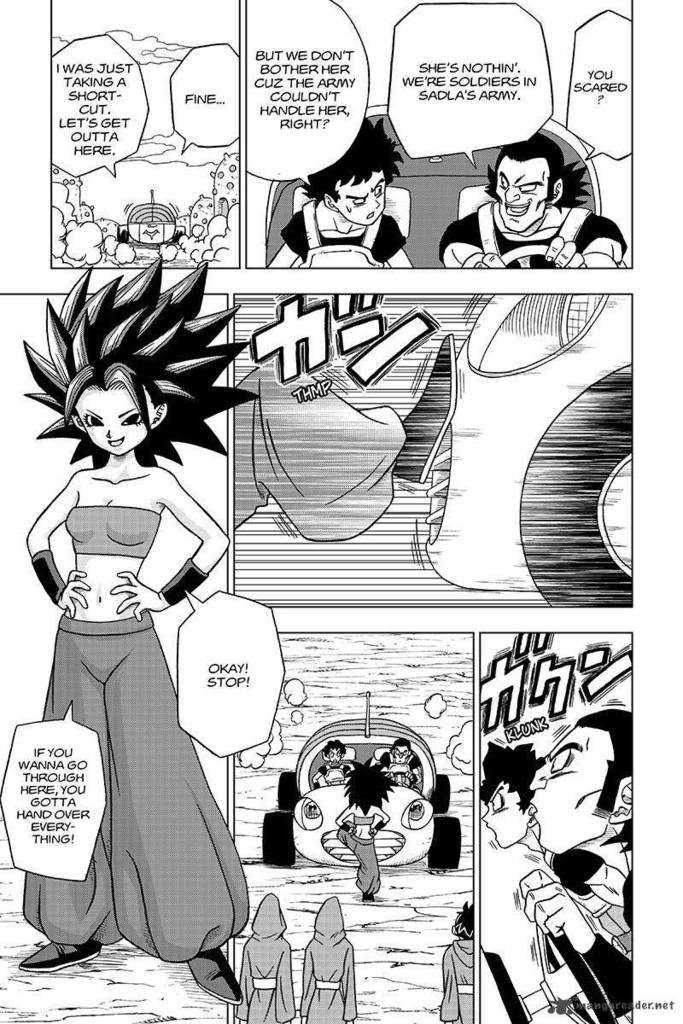 YOU
SCARED
?
SHE'S NOTHIN'.
WE'RE SOLDIERS IN
SADLA'S ARMY.
BUT WE DON'T
BOTHER HER
CUZ THE ARMY
COULDN'T
HANDLE HER,
RIGHT?
FINE...
I WAS JUST
TAKING A
SHORT-
CUT.
LET'S GET
OUTTA
HERE.
ガン
THMP
ガクン
KLUNK
OKAY!
STOP!
IF YOU
WANNA GO
THROUGH
HERE, YOU
GOTTA
HAND OVER
EVERY-
THING!
mangareader.net